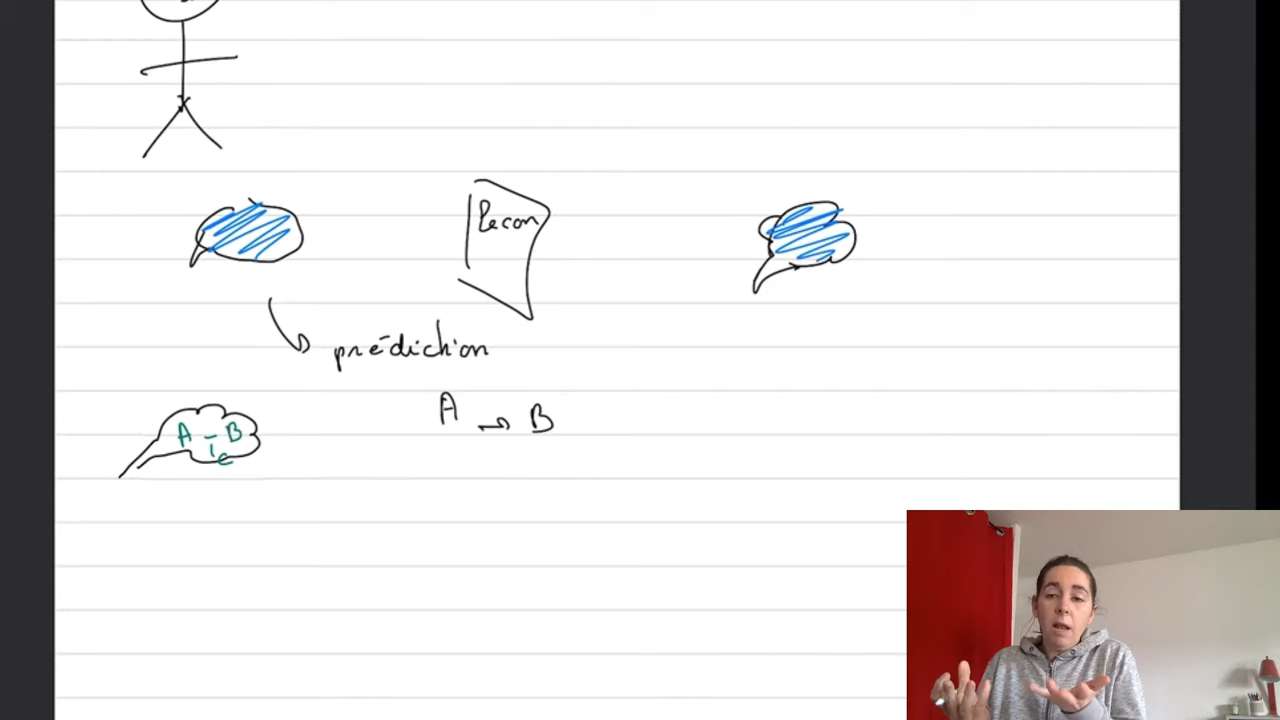 Leçon
prédiction
A → B
A - B
c